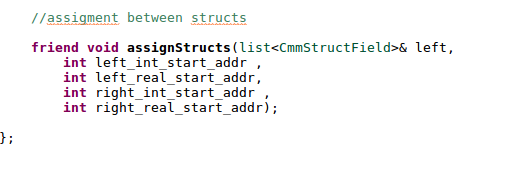 //assigment between structs
friend void assignStructs(list<CmmStructField>& left,
int left_int_start_addr ,
int left_real_start_addr,
int right_int_start_addr ,
int right_real_start_addr);
};